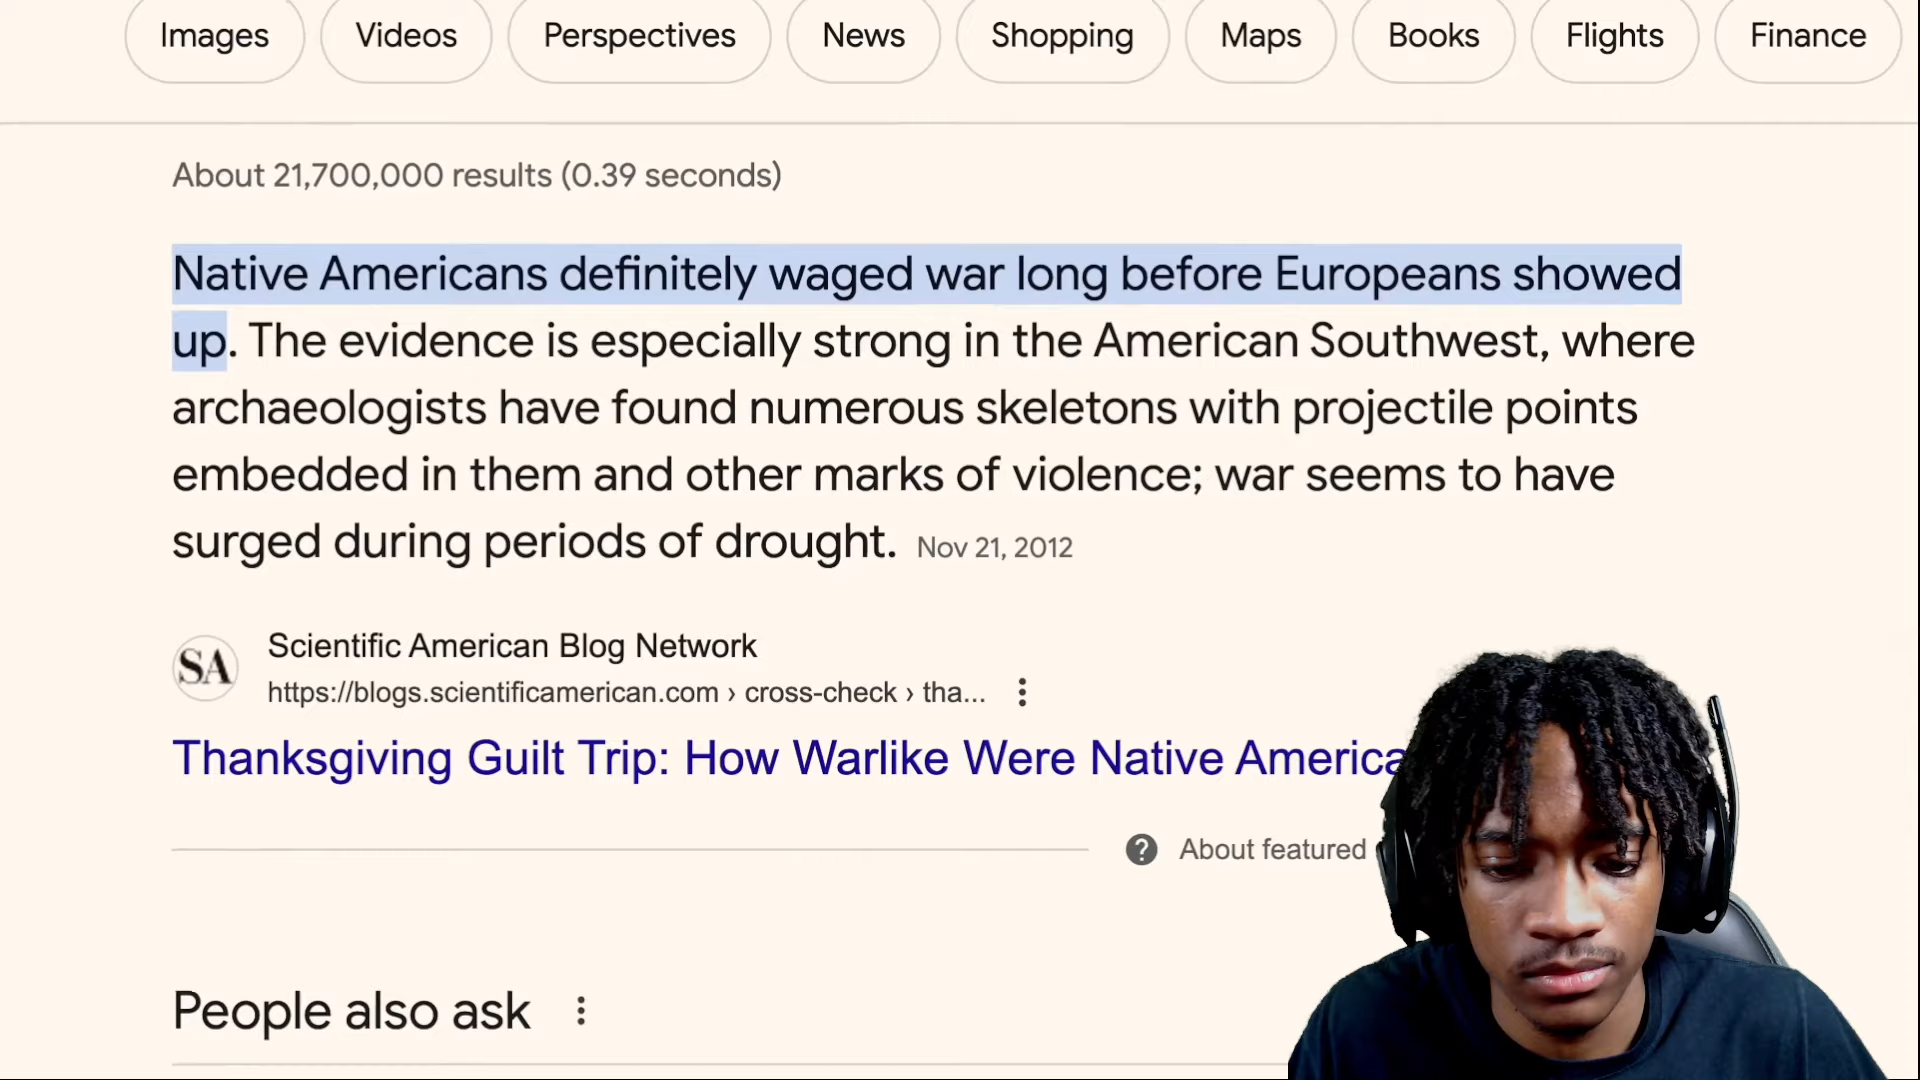 Images Videos Perspectives News Shopping Maps Books Flights Finance
About 21,700,000 results (0.39 seconds)
Native Americans definitely waged war long before Europeans showed
up. The evidence is especially strong in the American Southwest, where
archaeologists have found numerous skeletons with projectile points
embedded in them and other marks of violence; war seems to have
surged during periods of drought. Nov 21, 2012
SA
Scientific American Blog Network
https://blogs.scientificamerican.com › cross-check › tha...
Thanksgiving Guilt Trip: How Warlike Were Native America
? About featured
People also ask